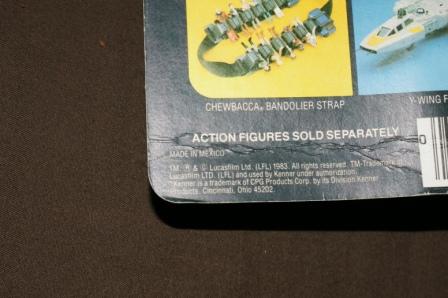 CHEWBACCA® BANDOLIER STRAP
Y-WING F
ACTION FIGURES SOLD SEPARATELY
0
MADE IN MEXICO
TM, ® & © Lucasfilm Ltd. (LFL) 1983. All rights reserved. TM-Trademark
Lucasfilm LTD. (LFL) and used by Kenner under authorization.
*Kenner is a trademark of CPG Products Corp. by its Division Kenner
Products, Cincinnati, Ohio 45202.